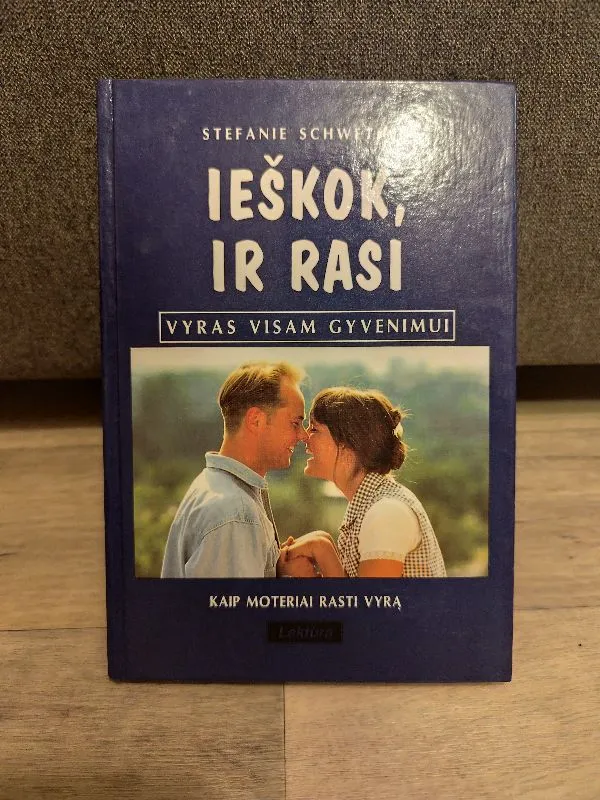 STEFANIE
IEŠKOK,
IR RASI
VYRAS VISAM GYVENIMUI
KAIP MOTERIAI RASTI VYRĄ
Lektūra